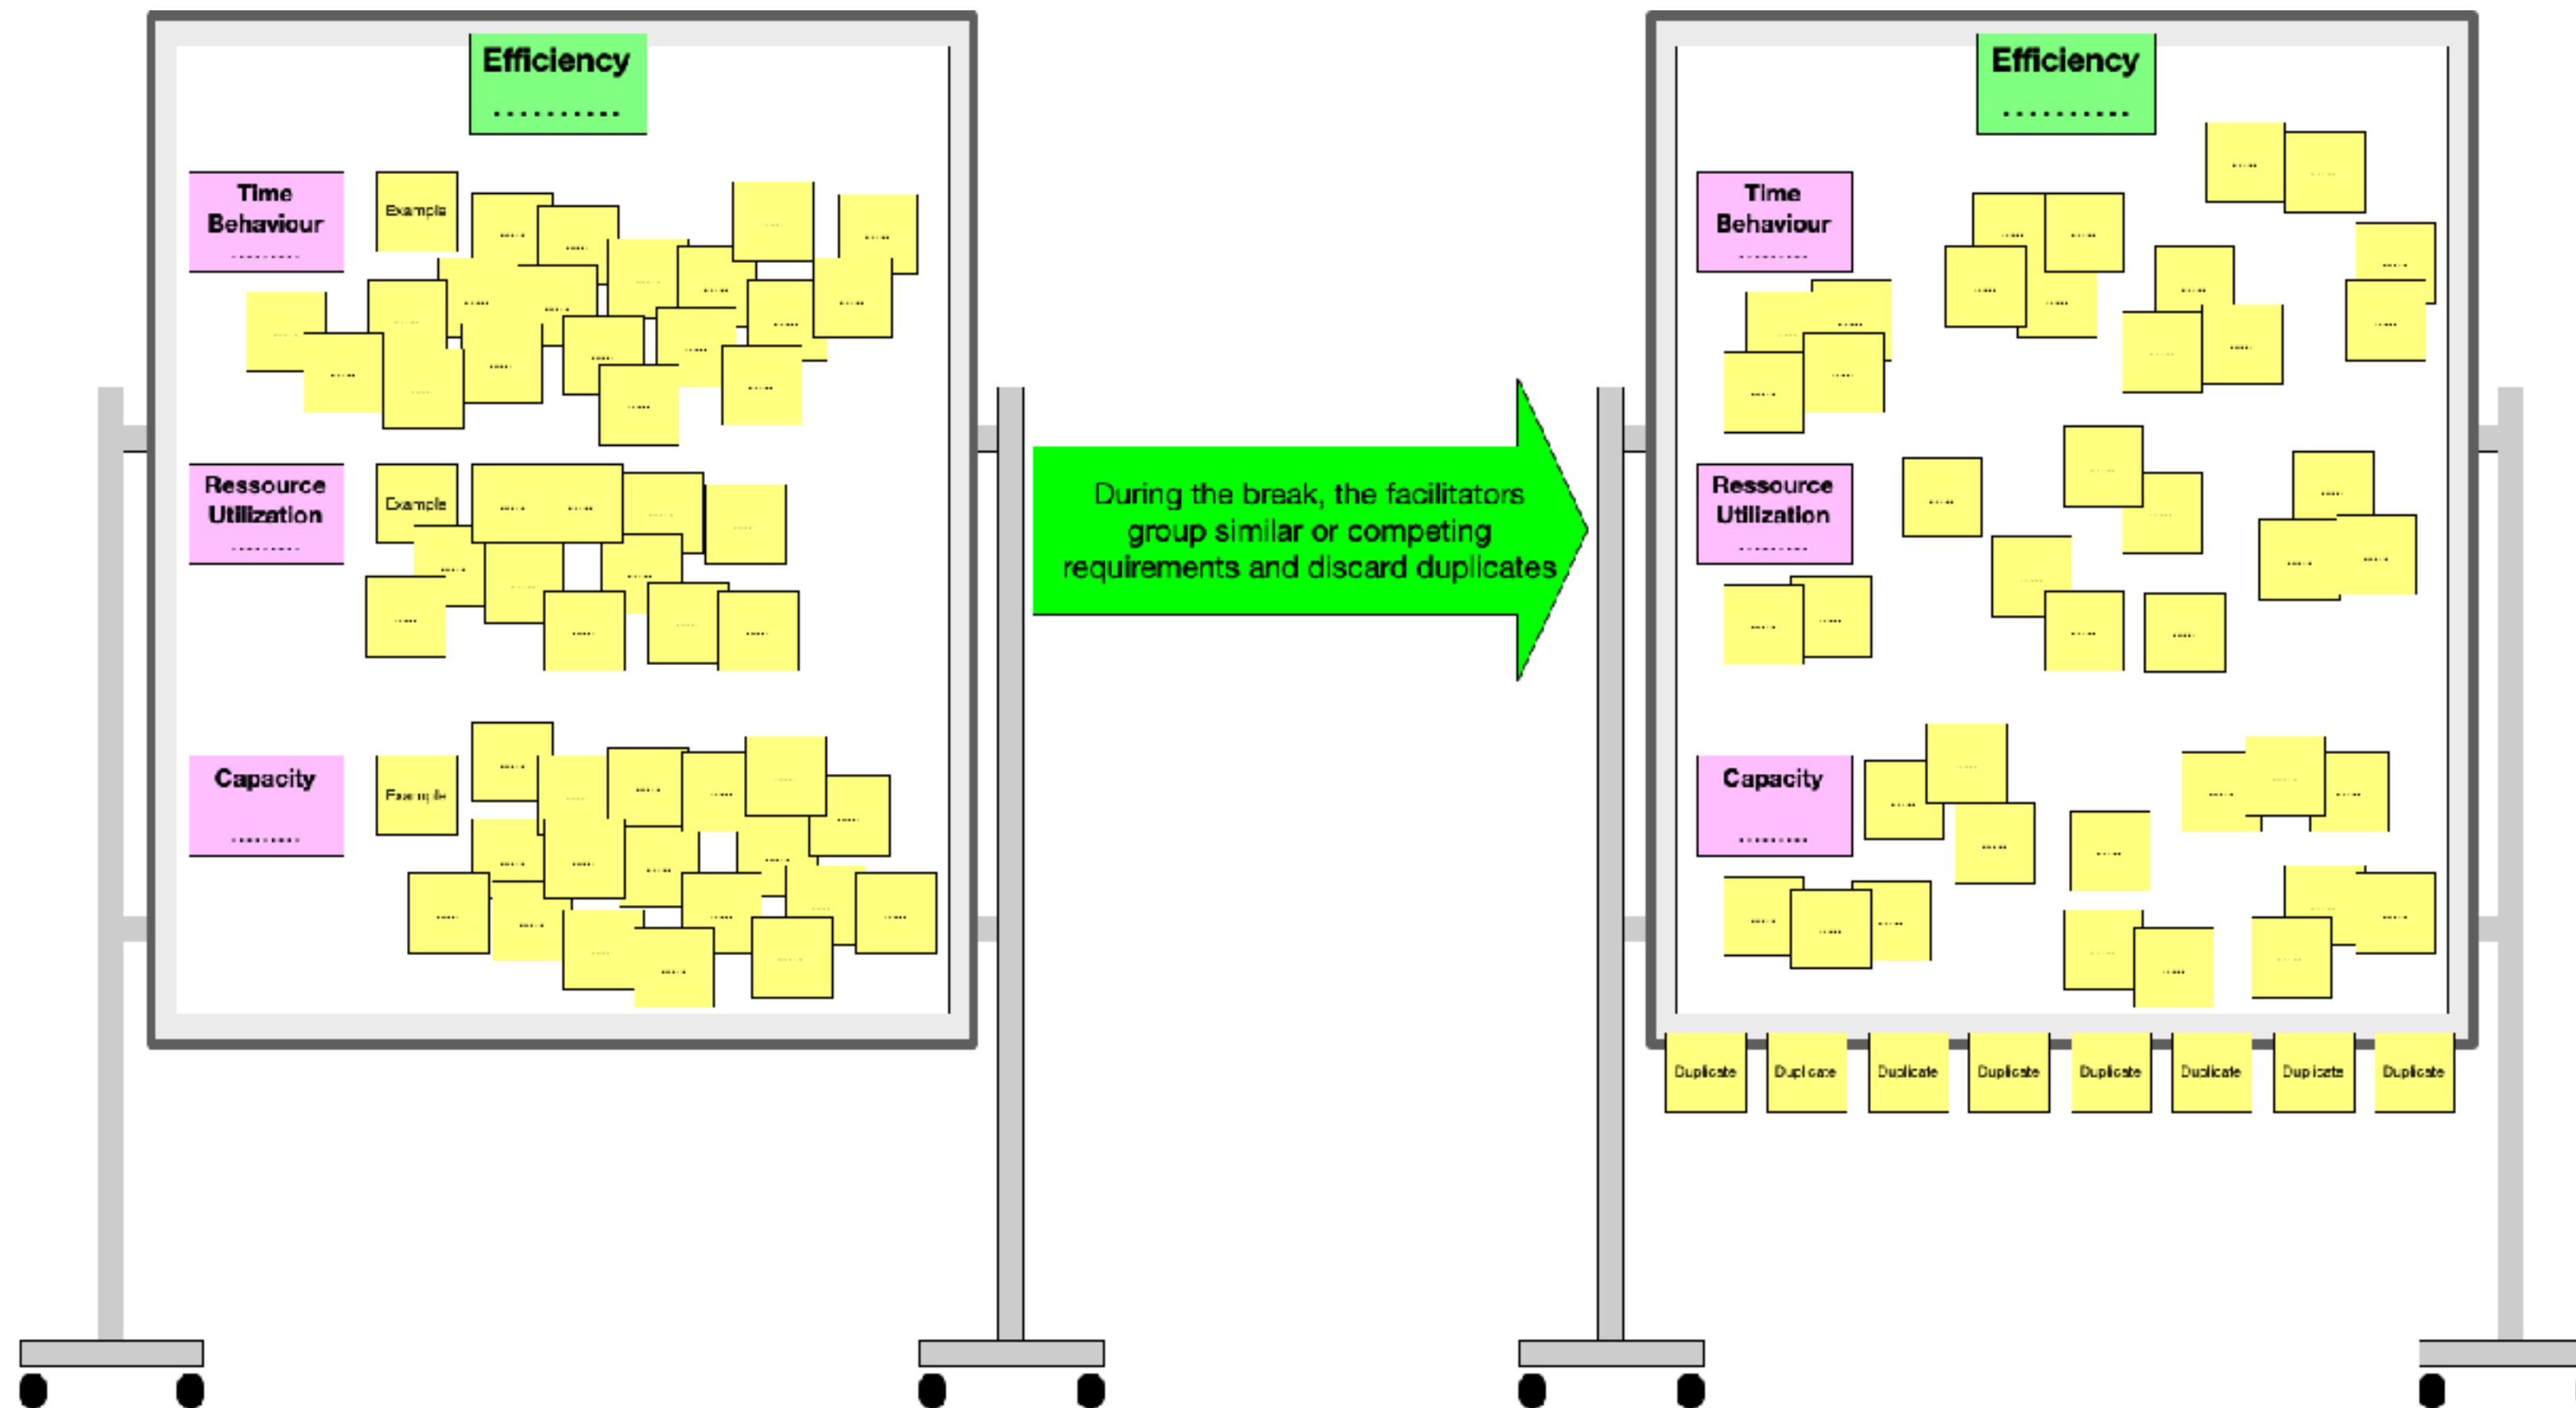 Efficiency
..........
Time
Behaviour
.........
Example
Ressource
Utilization
.........
Example
Capacity
.........
Example
During the break, the facilitators
group similar or competing
requirements and discard duplicates
Efficiency
..........
Time
Behaviour
.........
Ressource
Utilization
.........
Capacity
.........
Duplicate
Duplicate
Duplicate
Duplicate
Duplicate
Duplicate
Duplicate
Duplicate